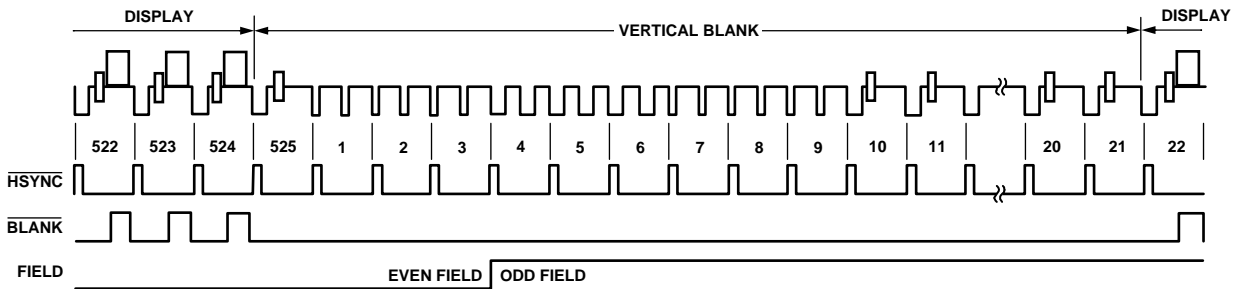 DISPLAY VERTICAL BLANK DISPLAY
522 523 524 525 1 2 3 4 5 6 7 8 9 10 11 20 21 22
HSYNC
BLANK
FIELD EVEN FIELD ODD FIELD